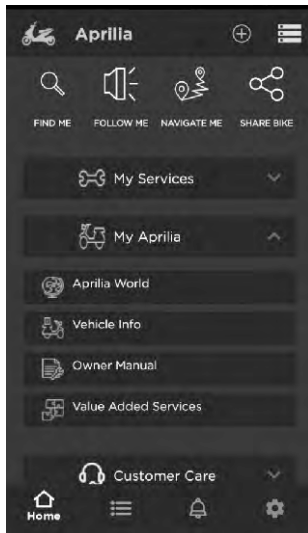 Aprilia
FIND ME FOLLOW ME NAVIGATE ME SHARE BIKE
My Services
My Aprilia
Aprilia World
Vehicle Info
Owner Manual
Value Added Services
Customer Care
Home